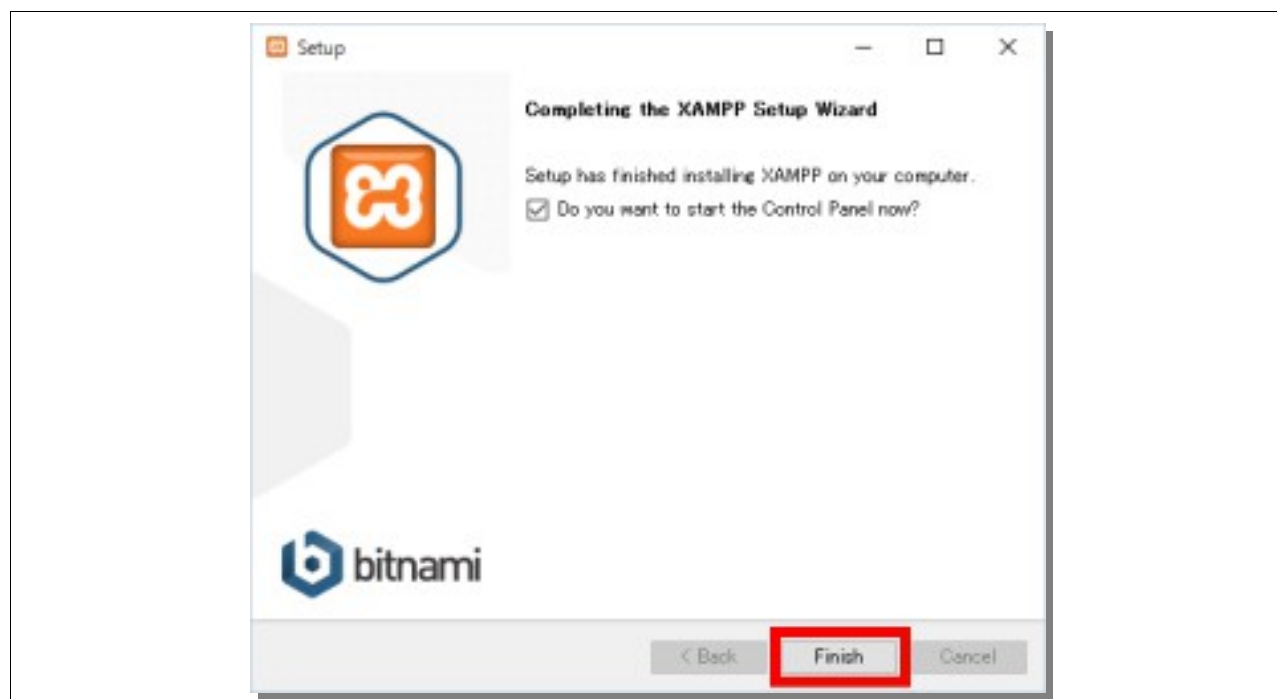 Setup
Completing the XAMPP Setup Wizard
Setup has finished installing XAMPP on your computer.
Do you want to start the Control Panel now?
bitnami
< Back
Finish
Cancel